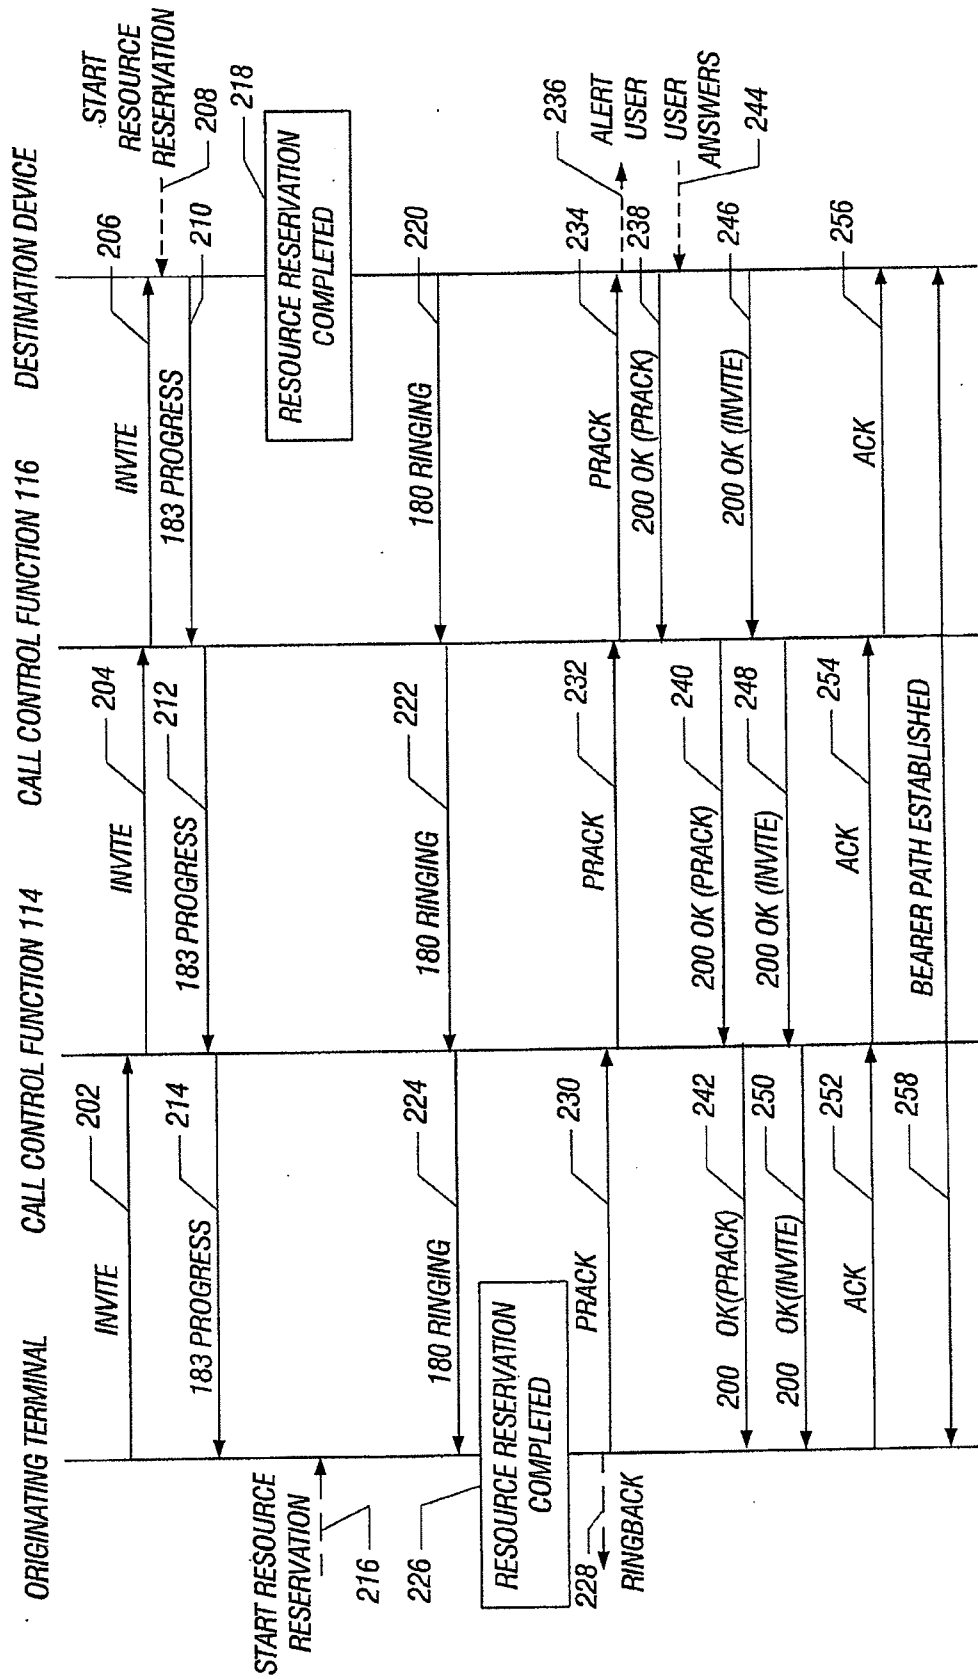 ORIGINATING TERMINAL
CALL CONTROL FUNCTION 114
CALL CONTROL FUNCTION 116
DESTINATION DEVICE
INVITE
202
INVITE
204
INVITE
206
START
RESOURCE
RESERVATION
208
183 PROGRESS
210
183 PROGRESS
212
183 PROGRESS
214
START RESOURCE
RESERVATION
216
218
RESOURCE RESERVATION
COMPLETED
180 RINGING
220
180 RINGING
222
180 RINGING
224
226
RESOURCE RESERVATION
COMPLETED
228
RINGBACK
PRACK
230
PRACK
232
PRACK
234
236
ALERT
USER
200 OK (PRACK)
238
200 OK (PRACK)
240
200 OK(PRACK)
242
USER
ANSWERS
244
200 OK (INVITE)
246
200 OK (INVITE)
248
200 OK(INVITE)
250
ACK
252
ACK
254
ACK
256
BEARER PATH ESTABLISHED
258